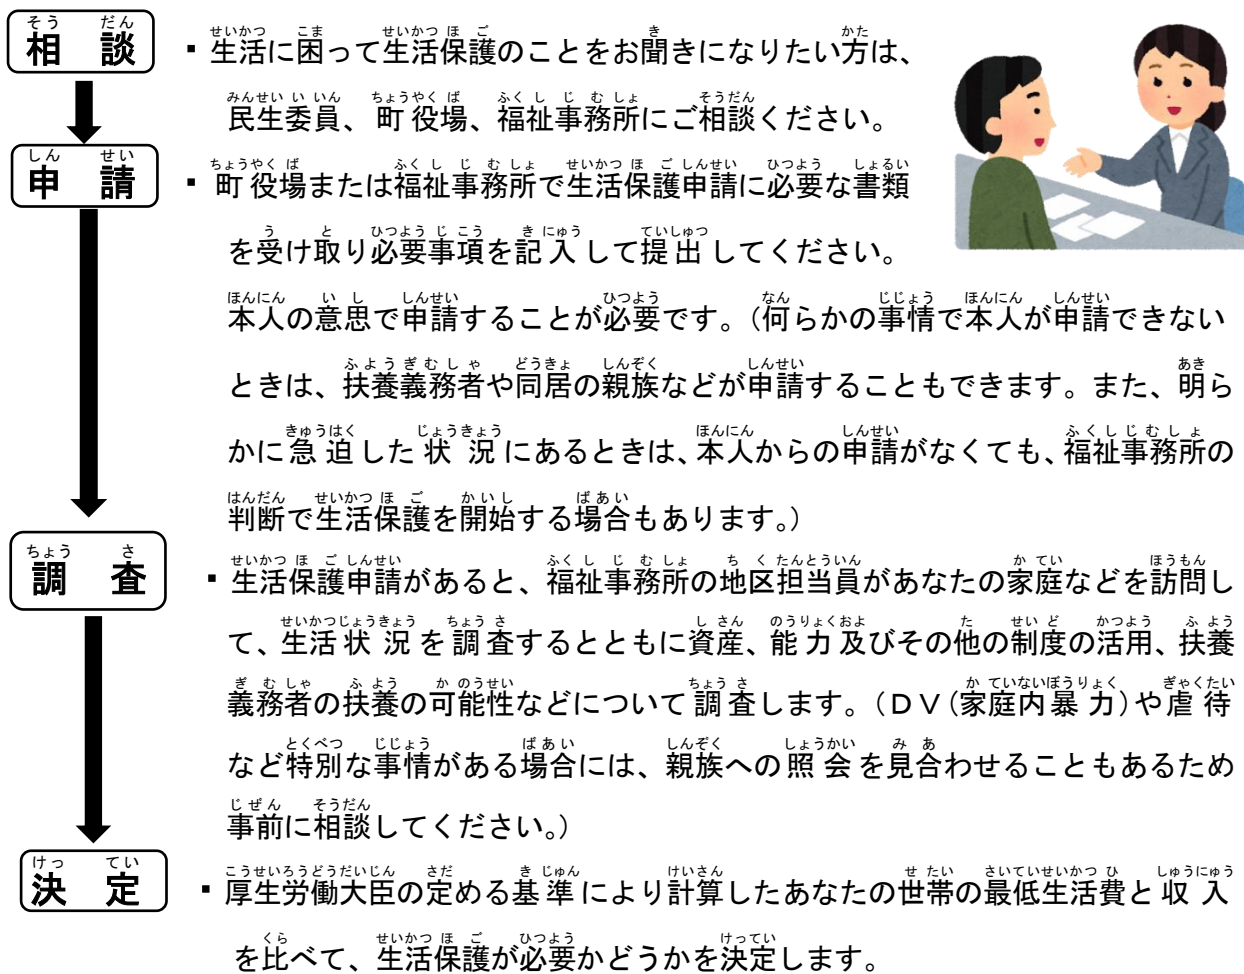 相談
▪ 生活に困って生活保護のことをお聞きになりたい方は、
民生委員、町役場、福祉事務所にご相談ください。
申請
▪ 町役場または福祉事務所で生活保護申請に必要な書類
を受け取り必要事項を記入して提出してください。
本人の意思で申請することが必要です。（何らかの事情で本人が申請できない
ときは、扶養義務者や同居の親族などが申請することもできます。また、明ら
かに急迫した状況にあるときは、本人からの申請がなくても、福祉事務所の
判断で生活保護を開始する場合もあります。）
調査
▪ 生活保護申請があると、福祉事務所の地区担当員があなたの家庭などを訪問し
て、生活状況を調査するとともに資産、能力及びその他の制度の活用、扶養
義務者の扶養の可能性などについて調査します。（ＤＶ（家庭内暴力）や虐待
など特別な事情がある場合には、親族への照会を見合わせることもあるため
事前に相談してください。）
決定
▪ 厚生労働大臣の定める基準により計算したあなたの世帯の最低生活費と収入
を比べて、生活保護が必要かどうかを決定します。